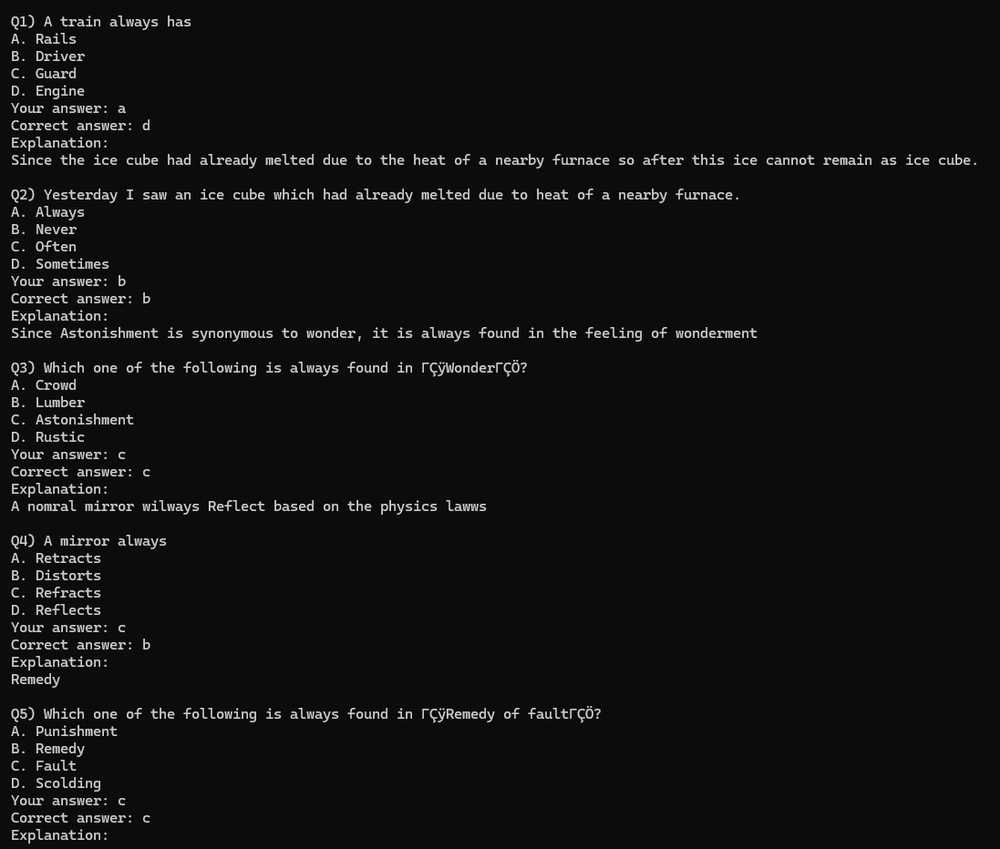 Q1) A train always has
A. Rails
B. Driver
C. Guard
D. Engine
Your answer: a
Correct answer: d
Explanation:
Since the ice cube had already melted due to the heat of a nearby furnace so after this ice cannot remain as ice cube.
Q2) Yesterday I saw an ice cube which had already melted due to heat of a nearby furnace.
A. Always
B. Never
C. Often
D. Sometimes
Your answer: b
Correct answer: b
Explanation:
Since Astonishment is synonymous to wonder, it is always found in the feeling of wonderment
Q3) Which one of the following is always found in ΓÇÿWonderΓÇÖ?
A. Crowd
B. Lumber
C. Astonishment
D. Rustic
Your answer: c
Correct answer: c
Explanation:
A nomral mirror wilways Reflect based on the physics lawws
Q4) A mirror always
A. Retracts
B. Distorts
C. Refracts
D. Reflects
Your answer: c
Correct answer: b
Explanation:
Remedy
Q5) Which one of the following is always found in ΓÇÿRemedy of faultΓÇÖ?
A. Punishment
B. Remedy
C. Fault
D. Scolding
Your answer: c
Correct answer: c
Explanation: